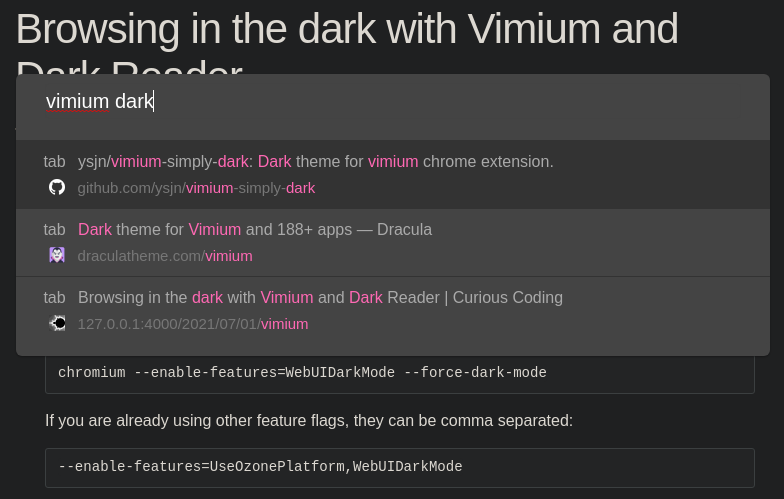 Browsing in the dark with Vimium and
Dark Reader
vimium dark
tab ysjn/vimium-simply-dark: Dark theme for vimium chrome extension.
github.com/ysjn/vimium-simply-dark
tab Dark theme for Vimium and 188+ apps — Dracula
draculatheme.com/vimium
tab Browsing in the dark with Vimium and Dark Reader | Curious Coding
127.0.0.1:4000/2021/07/01/vimium
chromium --enable-features=WebUIDarkMode --force-dark-mode
If you are already using other feature flags, they can be comma separated:
--enable-features=UseOzonePlatform,WebUIDarkMode